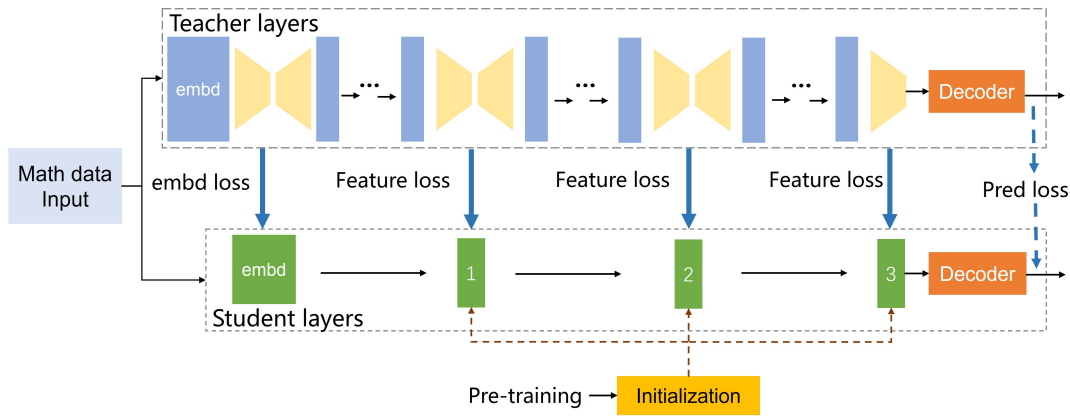 Teacher layers
embd
...
...
...
Decoder
Math data
Input
embd loss
Feature loss
Feature loss
Feature loss
Pred loss
embd
1
2
3
Decoder
Student layers
Pre-training
Initialization